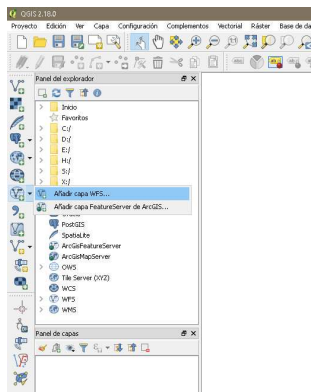 QGIS 2.18.0
Proyecto Edición Ver Capa Configuración Complementos Vectorial Ráster Base de da
Panel del explorador
Inicio
Favoritos
C:/
D:/
E:/
H:/
S:/
X:/
Añadir capa WFS...
Añadir capa FeatureServer de ArcGIS...
PostGIS
SpatiaLite
ArcGisFeatureServer
ArcGisMapServer
OWS
Tile Server (XYZ)
WCS
WFS
WMS
Panel de capas